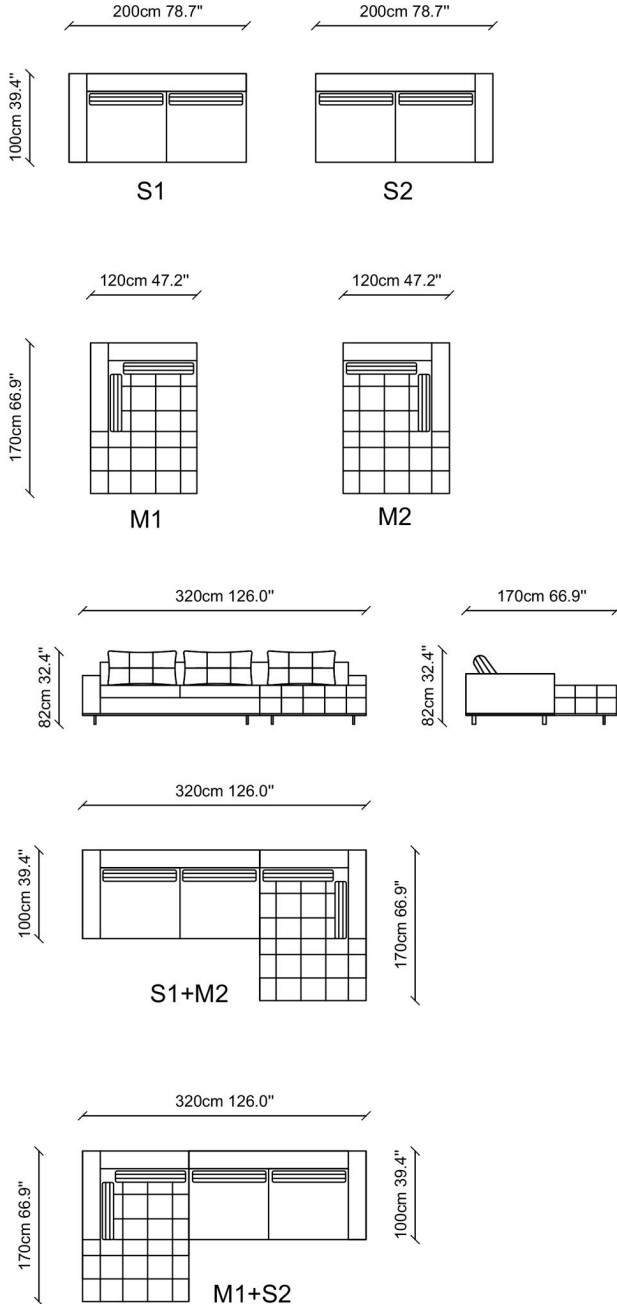 200cm 78.7"
200cm 78.7"
100cm 39.4"
S1
S2
120cm 47.2"
120cm 47.2"
170cm 66.9"
M1
M2
320cm 126.0"
170cm 66.9"
82cm 32.4"
82cm 32.4"
320cm 126.0"
100cm 39.4"
170cm 66.9"
S1+M2
320cm 126.0"
170cm 66.9"
100cm 39.4"
M1+S2